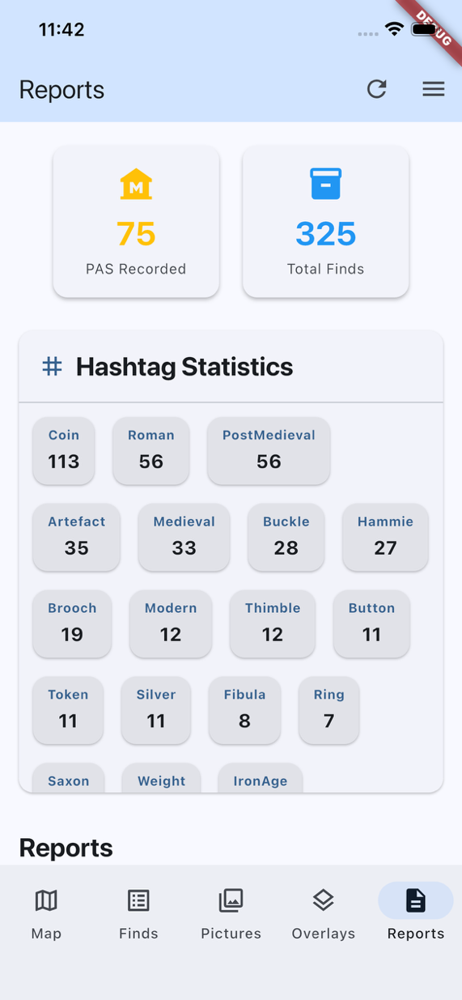 11:42
DEBUG
Reports
M
75
PAS Recorded
325
Total Finds
# Hashtag Statistics
Coin Roman PostMedieval
113 56 56
Artefact Medieval Buckle Hammie
35 33 28 27
Brooch Modern Thimble Button
19 12 12 11
Token Silver Fibula Ring
11 11 8 7
Saxon Weight IronAge
Reports
Map Finds Pictures Overlays Reports